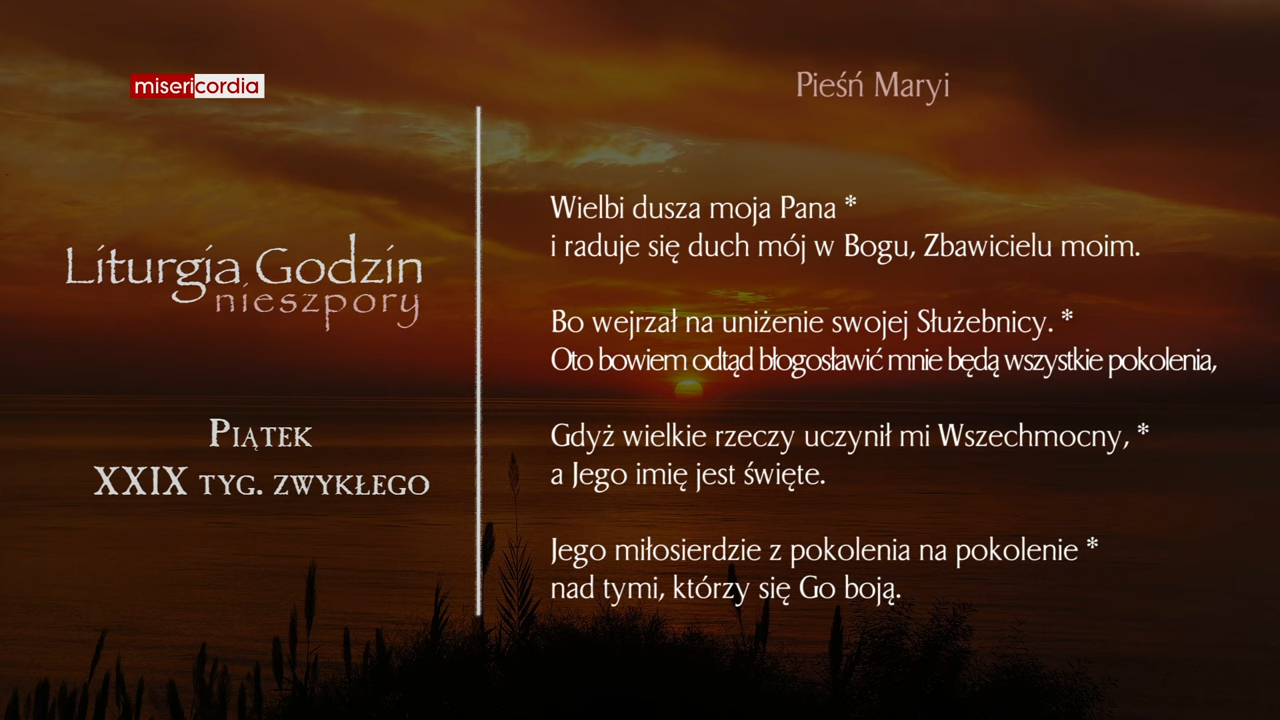 misericordia
Liturgia Godzin
nieszpory
Piątek
XXIX tyg. zwykłego
Pieśń Maryi
Wielbi dusza moja Pana *
i raduje się duch mój w Bogu, Zbawicielu moim.
Bo wejrzał na uniżenie swojej Służebnicy. *
Oto bowiem odtąd błogosławić mnie będą wszystkie pokolenia,
Gdyż wielkie rzeczy uczynił mi Wszechmocny, *
a Jego imię jest święte.
Jego miłosierdzie z pokolenia na pokolenie *
nad tymi, którzy się Go boją.